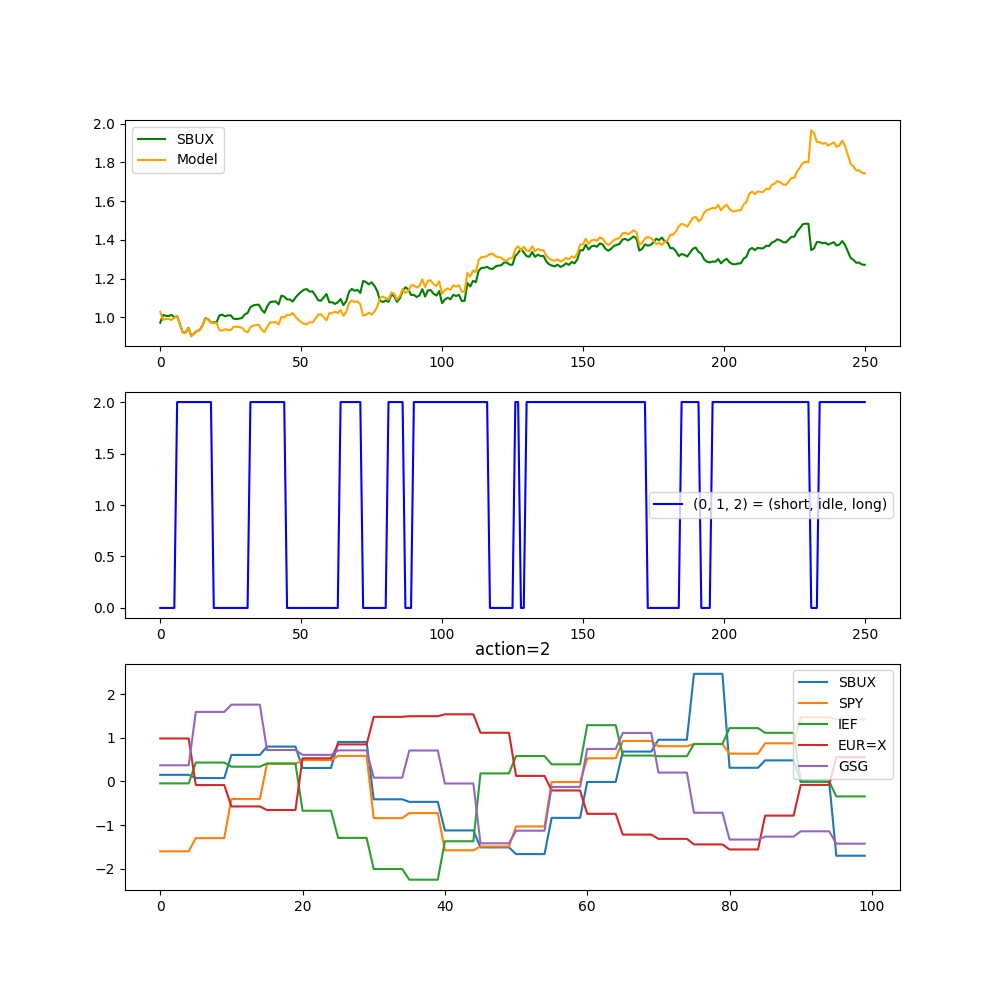 2.0
1.8
1.6
1.4
1.2
1.0
SBUX
Model
0 50 100 150 200 250
2.0
1.5
1.0
0.5
0.0
(0, 1, 2) = (short, idle, long)
0 50 100 150 200 250
action=2
2
1
0
−1
−2
SBUX
SPY
IEF
EUR=X
GSG
0 20 40 60 80 100